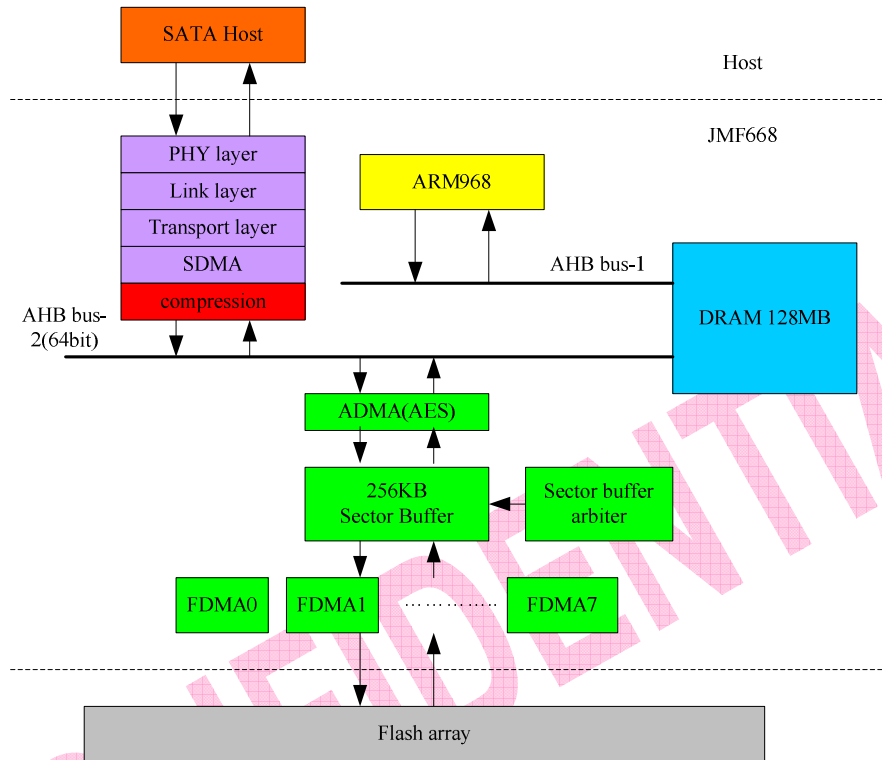 SATA Host
Host
JMF668
PHY layer
Link layer
Transport layer
SDMA
compression
ARM968
AHB bus-1
DRAM 128MB
AHB bus-
2(64bit)
ADMA(AES)
256KB
Sector Buffer
Sector buffer
arbiter
FDMA0
FDMA1
………………
FDMA7
Flash array